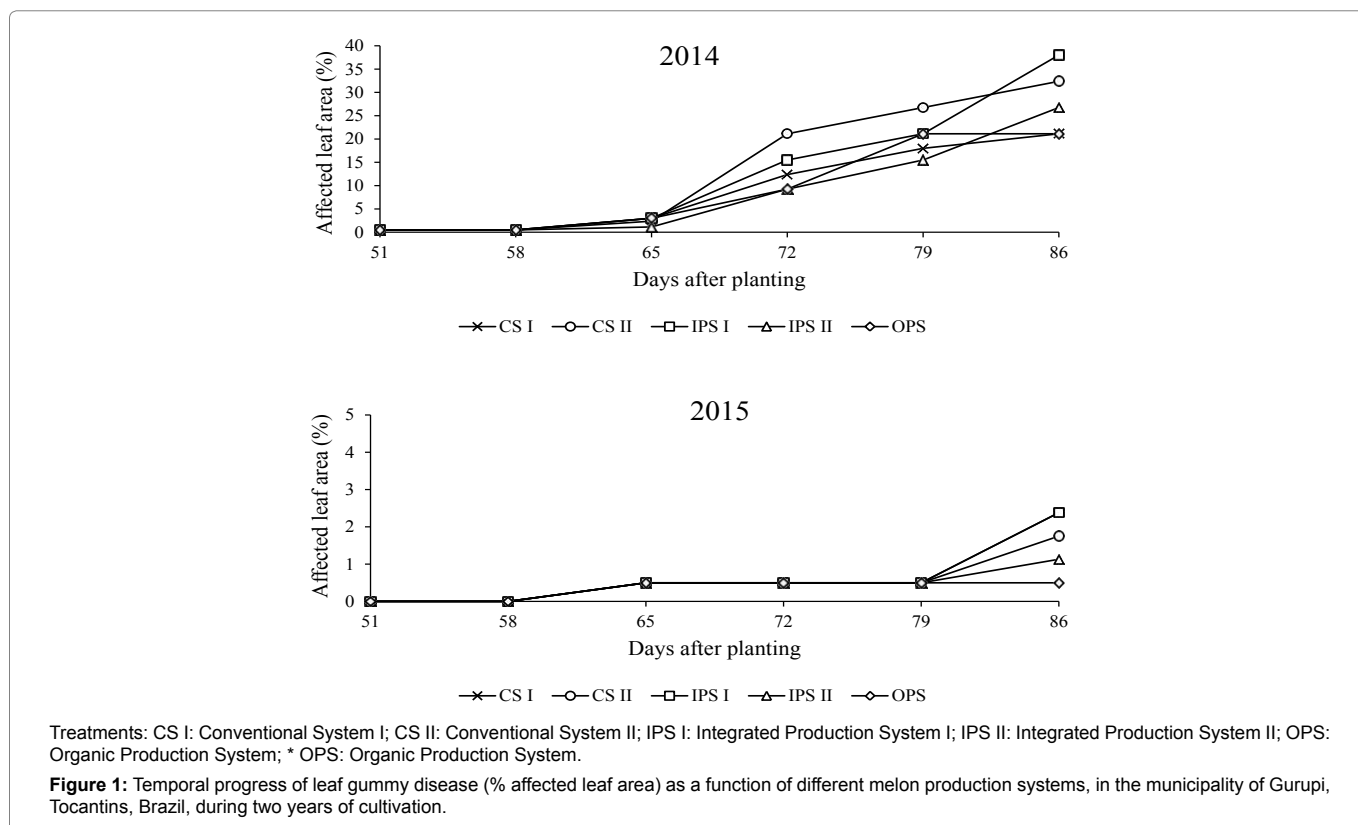 2014
Affected leaf area (%)
40
35
30
25
20
15
10
5
0
51 58 65 72 79 86
Days after planting
CS I CS II IPS I IPS II OPS
2015
Affected leaf area (%)
5
4
3
2
1
0
51 58 65 72 79 86
Days after planting
CS I CS II IPS I IPS II OPS
Treatments: CS I: Conventional System I; CS II: Conventional System II; IPS I: Integrated Production System I; IPS II: Integrated Production System II; OPS:
Organic Production System; * OPS: Organic Production System.
Figure 1: Temporal progress of leaf gummy disease (% affected leaf area) as a function of different melon production systems, in the municipality of Gurupi,
Tocantins, Brazil, during two years of cultivation.